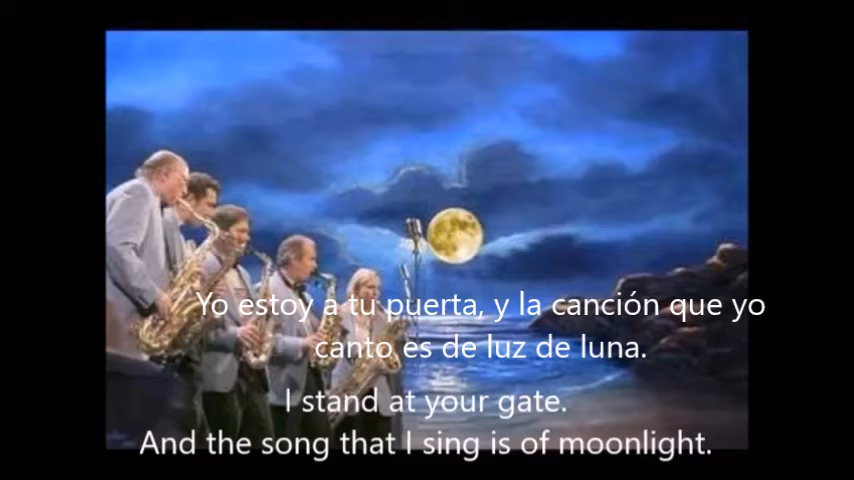 Yo estoy a tu puerta, y la canción que yo
canto es de luz de luna.
I stand at your gate.
And the song that I sing is of moonlight.